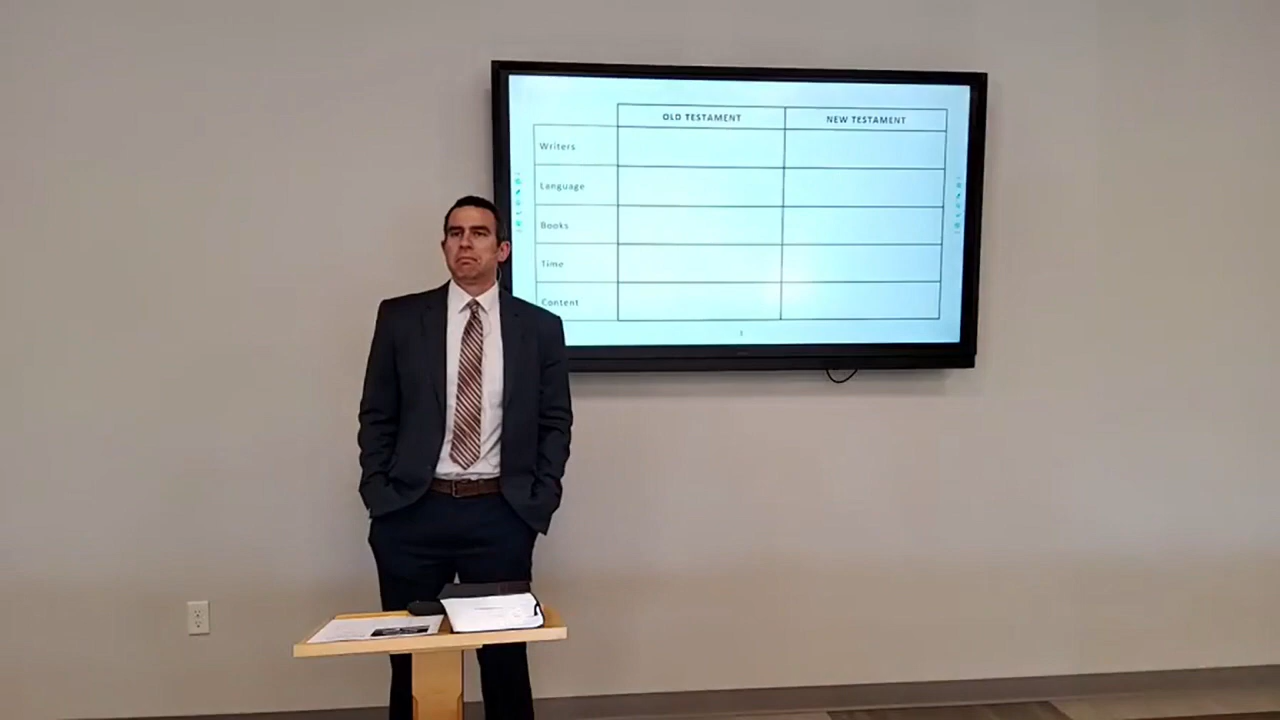 OLD TESTAMENT NEW TESTAMENT
Writers
Language
Books
Time
Content